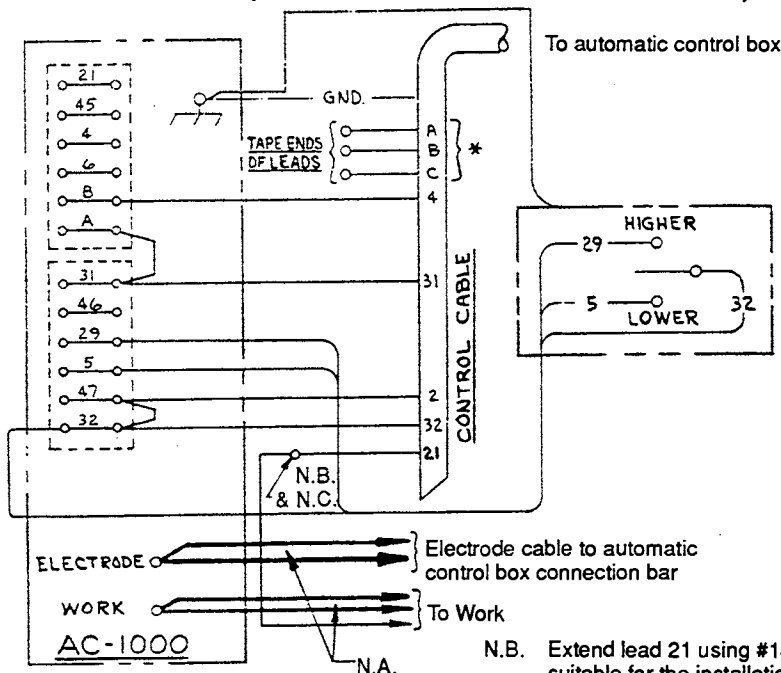 To automatic control box
21
45
4
6
B
A
31
46
29
5
47
32
GND.
TAPE ENDS
OF LEADS
A
B
C
*
4
31
2
32
21
CONTROL CABLE
HIGHER
29
5
32
LOWER
N.B.
& N.C.
ELECTRODE
Electrode cable to automatic
control box connection bar
WORK
To Work
AC-1000
N.A.
N.B. Extend lead 21 using